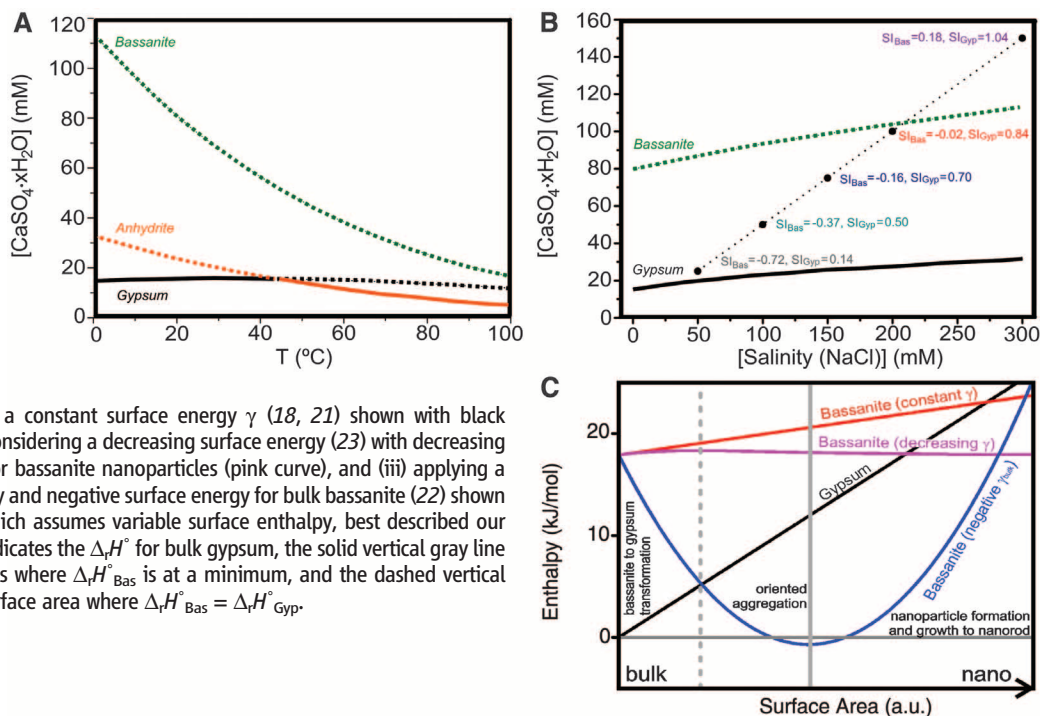 A
[CaSO4·xH2O] (mM)
120
100
80
60
40
20
0
Bassanite
Anhydrite
Gypsum
0
20
40
60
80
100
T (ºC)
B
[CaSO4·xH2O] (mM)
160
140
120
100
80
60
40
20
0
SIBas=0.18, SIGyp=1.04
Bassanite
SIBas=-0.02, SIGyp=0.84
SIBas=-0.16, SIGyp=0.70
SIBas=-0.37, SIGyp=0.50
Gypsum
SIBas=-0.72, SIGyp=0.14
0
50
100
150
200
250
300
[Salinity (NaCl)] (mM)
a constant surface energy γ (18, 21) shown with black
onsidering a decreasing surface energy (23) with decreasing
or bassanite nanoparticles (pink curve), and (iii) applying a
y and negative surface energy for bulk bassanite (22) shown
hich assumes variable surface enthalpy, best described our
dicates the ΔrH° for bulk gypsum, the solid vertical gray line
s where ΔrH°Bas is at a minimum, and the dashed vertical
urface area where ΔrH°Bas = ΔrH°Gyp.
C
Enthalpy (kJ/mol)
20
10
0
Bassanite (constant γ)
Bassanite (decreasing γ)
Gypsum
Bassanite (negative γbulk)
bassanite to gypsum
transformation
oriented
aggregation
nanoparticle formation
and growth to nanorod
bulk
nano
Surface Area (a.u.)